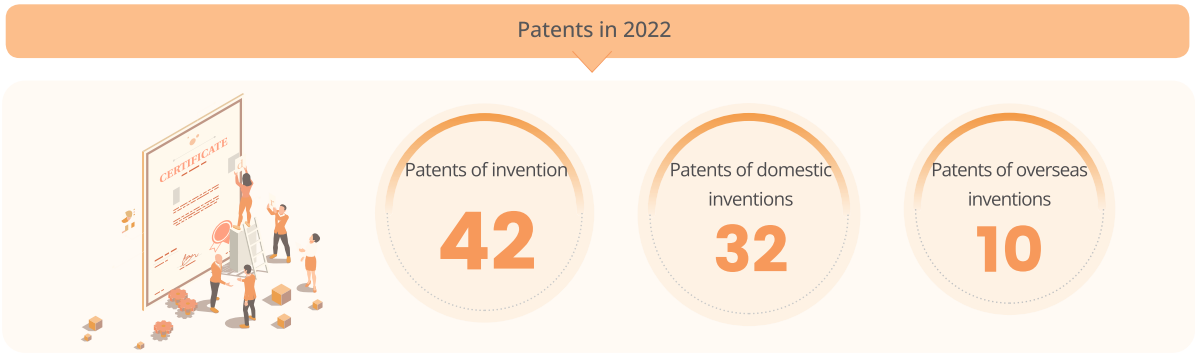 Patents in 2022
CERTIFICATE
Patents of invention
42
Patents of domestic
inventions
32
Patents of overseas
inventions
10